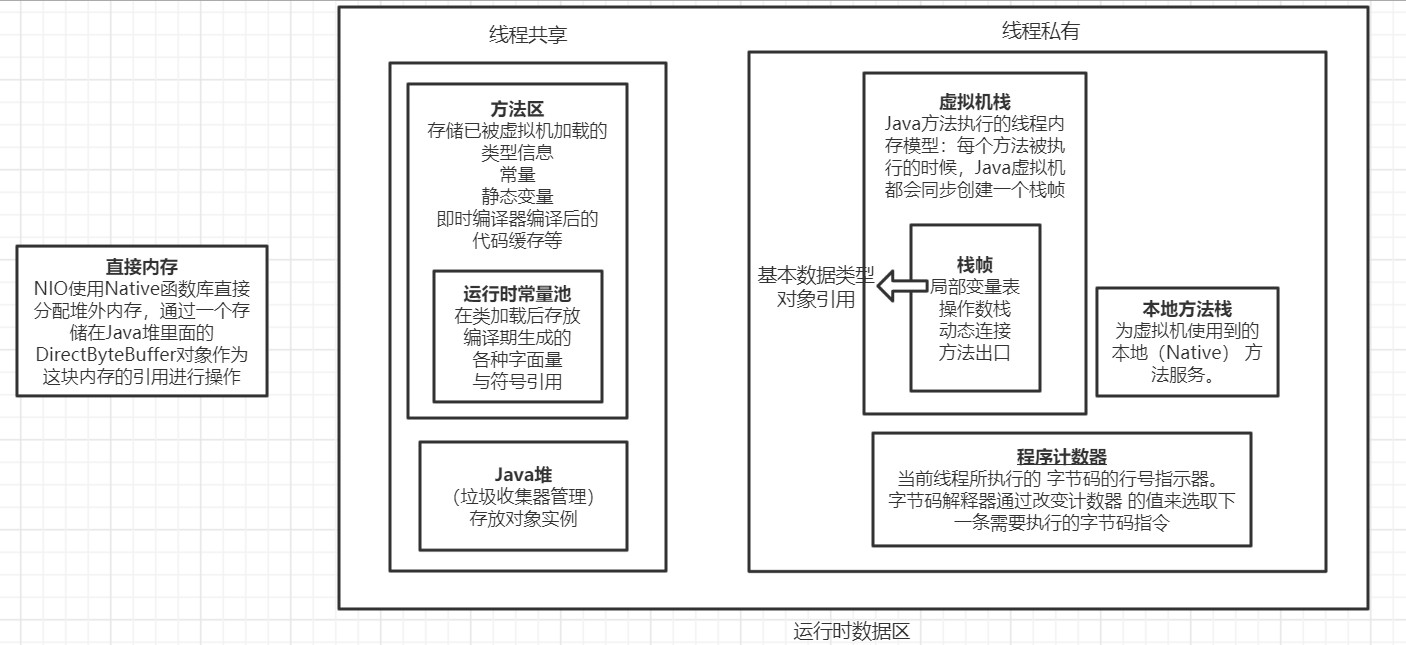 线程共享
线程私有
方法区
存储已被虚拟机加载的
类型信息
常量
静态变量
即时编译器编译后的
代码缓存等
运行时常量池
在类加载后存放
编译期生成的
各种字面量
与符号引用
Java堆
（垃圾收集器管理）
存放对象实例
虚拟机栈
Java方法执行的线程内
存模型：每个方法被执
行的时候，Java虚拟机
都会同步创建一个栈帧
栈帧
局部变量表
操作数栈
动态连接
方法出口
基本数据类型
对象引用
本地方法栈
为虚拟机使用到的
本地（Native） 方
法服务。
程序计数器
当前线程所执行的 字节码的行号指示器。
字节码解释器通过改变计数器 的值来选取下
一条需要执行的字节码指令
直接内存
NIO使用Native函数库直接
分配堆外内存，通过一个存
储在Java堆里面的
DirectByteBuffer对象作为
这块内存的引用进行操作
运行时数据区